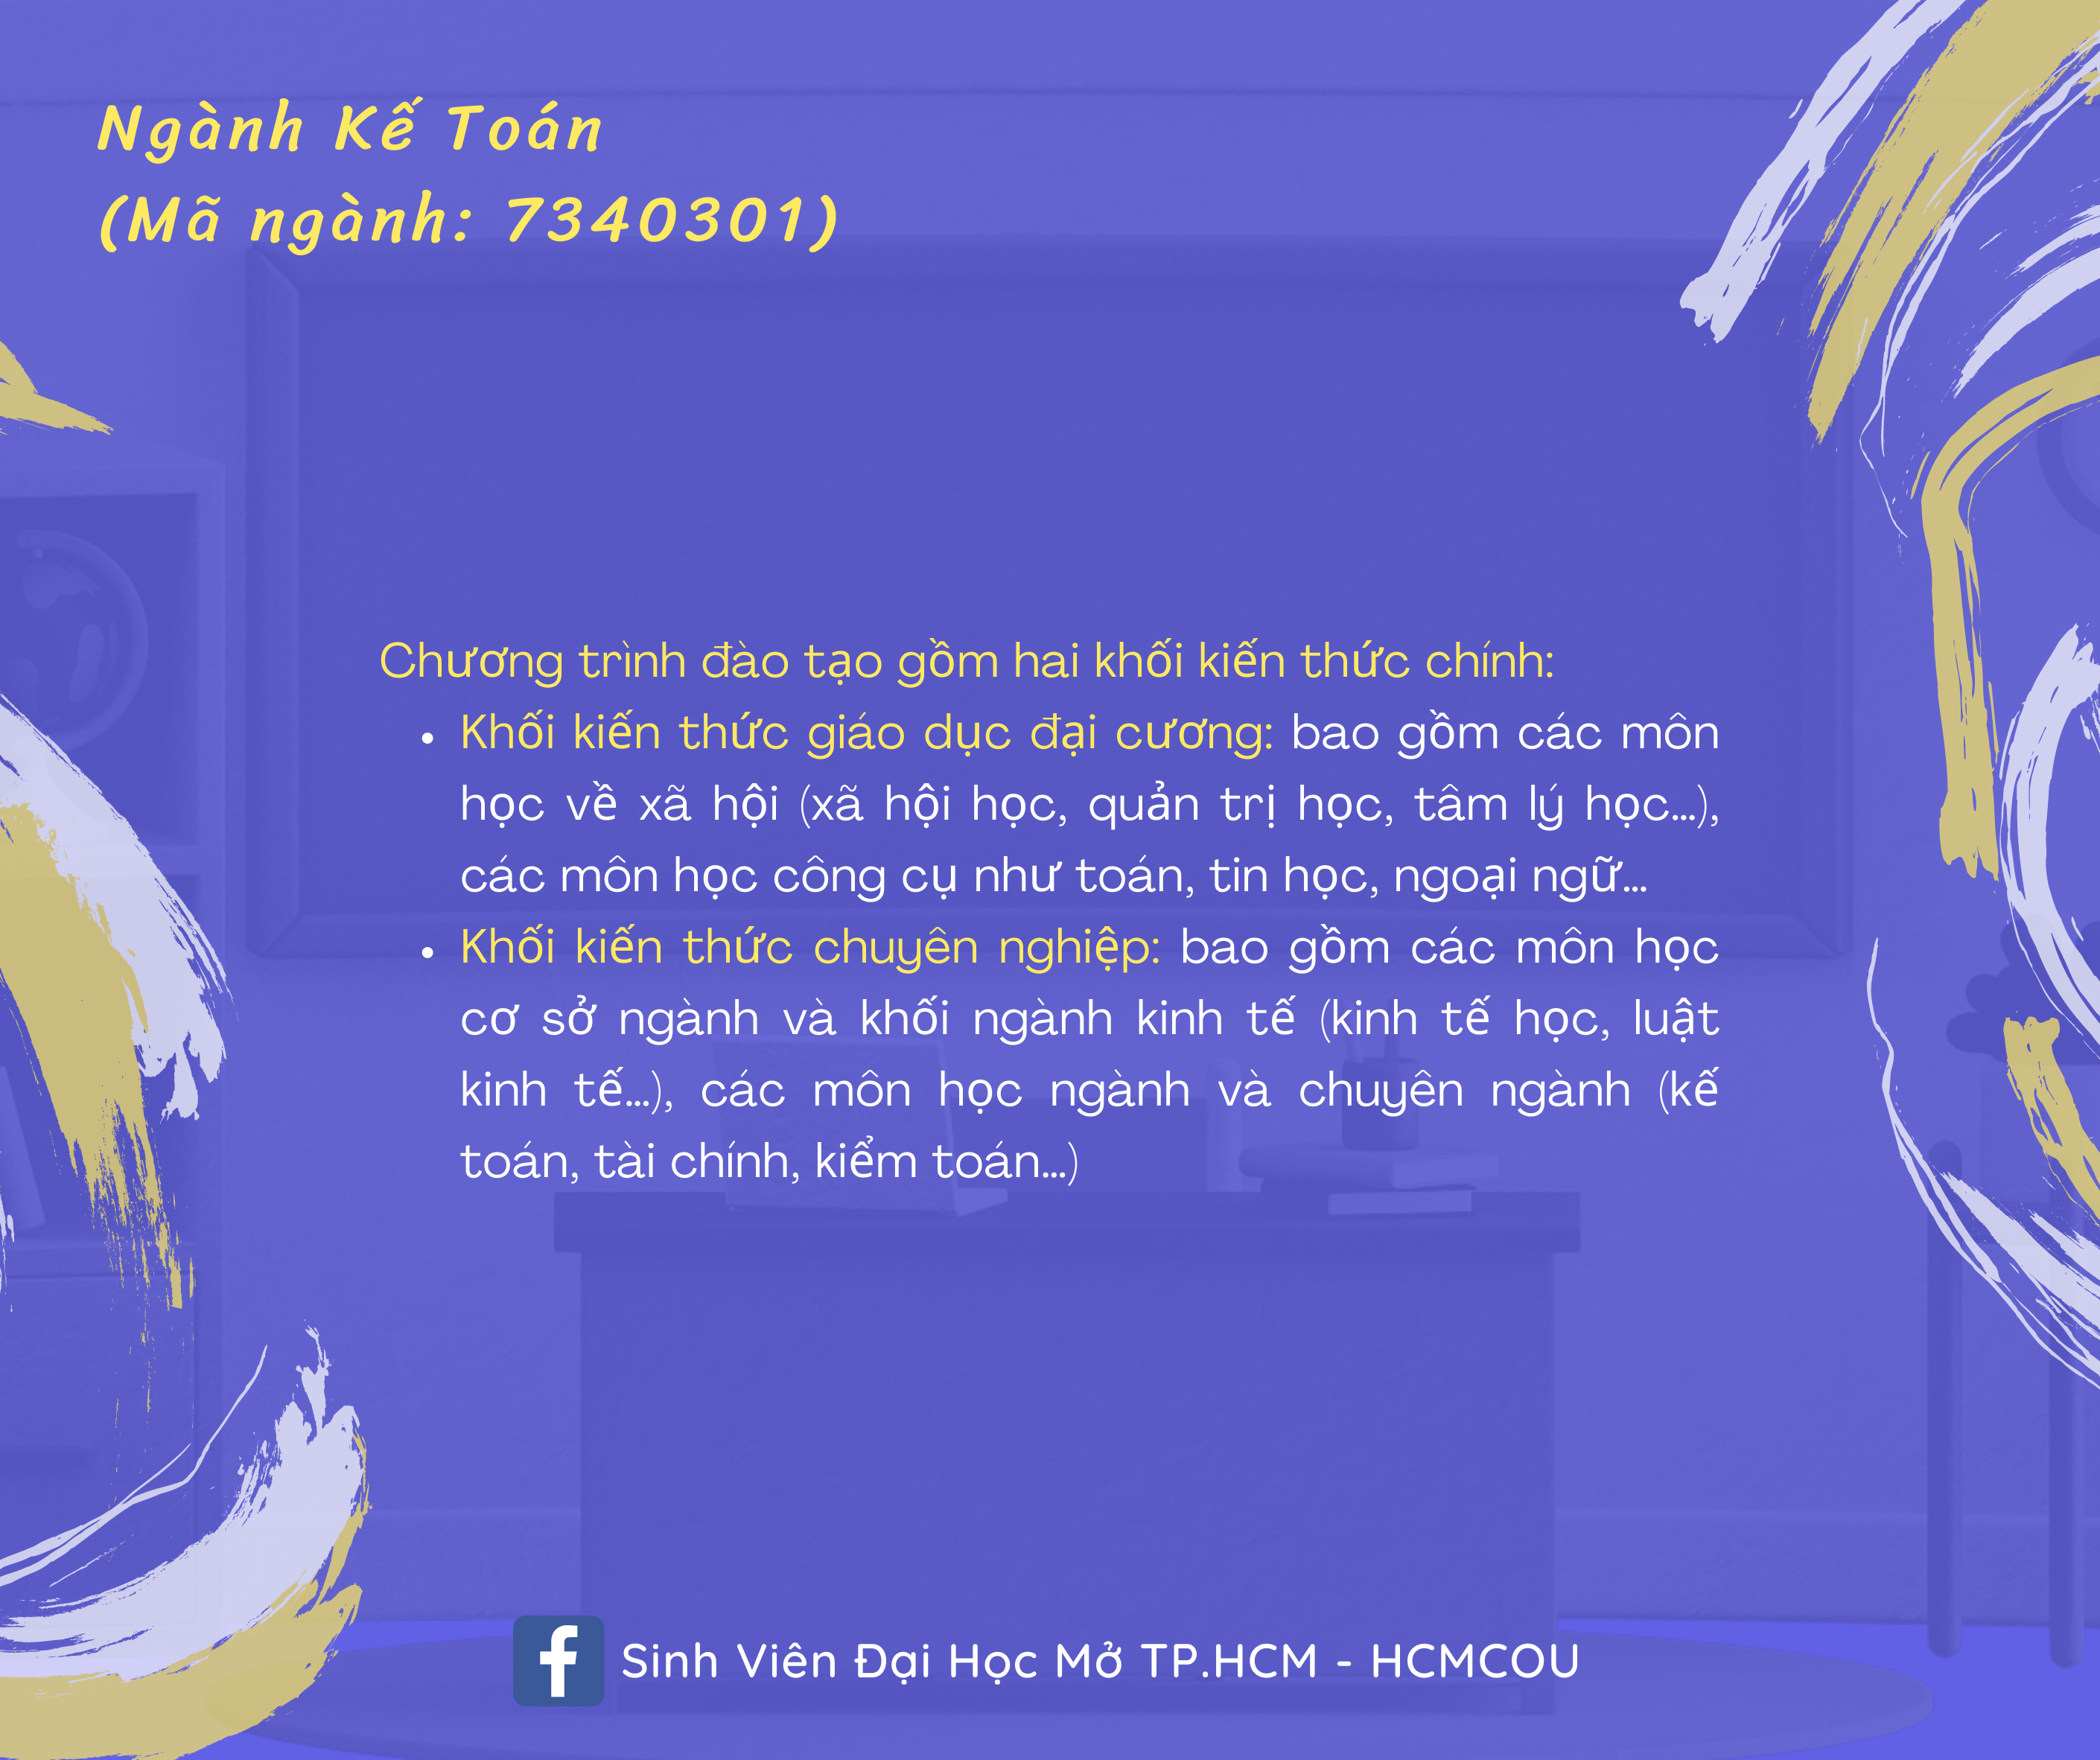 Ngành Kế Toán
(Mã ngành: 7340301)
Chương trình đào tạo gồm hai khối kiến thức chính:
• Khối kiến thức giáo dục đại cương: bao gồm các môn
học về xã hội (xã hội học, quản trị học, tâm lý học...),
các môn học công cụ như toán, tin học, ngoại ngữ...
• Khối kiến thức chuyên nghiệp: bao gồm các môn học
cơ sở ngành và khối ngành kinh tế (kinh tế học, luật
kinh tế...), các môn học ngành và chuyên ngành (kế
toán, tài chính, kiểm toán...)
f Sinh Viên Đại Học Mở TP.HCM - HCMCOU